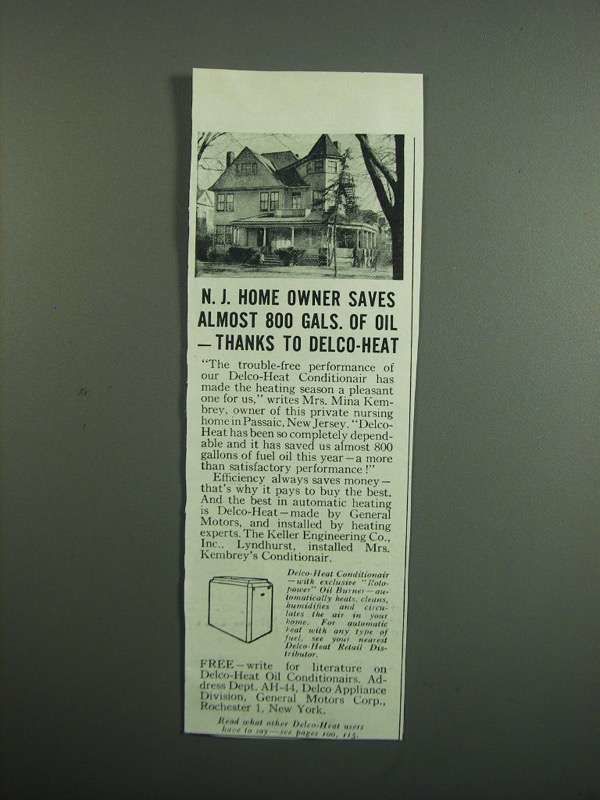 N. J. HOME OWNER SAVES
ALMOST 800 GALS. OF OIL
— THANKS TO DELCO-HEAT
"The trouble-free performance of
our Delco-Heat Conditionair has
made the heating season a pleasant
one for us," writes Mrs. Mina Kem-
brey, owner of this private nursing
home in Passaic, New Jersey. "Delco-
Heat has been so completely depend-
able and it has saved us almost 800
gallons of fuel oil this year—a more
than satisfactory performance!"
Efficiency always saves money—
that's why it pays to buy the best.
And the best in automatic heating
is Delco-Heat—made by General
Motors, and installed by heating
experts. The Keller Engineering Co.,
Inc., Lyndhurst, installed Mrs.
Kembrey's Conditionair.
Delco-Heat Conditionair
—with exclusive "Roto-
power" Oil Burner—au-
tomatically heats, cleans,
humidifies and circu-
lates the air in your
home. For automatic
heat with any type of
fuel, see your nearest
Delco-Heat Retail Dis-
tributor.
FREE—write for literature on
Delco-Heat Oil Conditionairs. Ad-
dress Dept. AH-44, Delco Appliance
Division, General Motors Corp.,
Rochester 1, New York.
Read what other Delco-Heat users
have to say—see pages 100, 115.